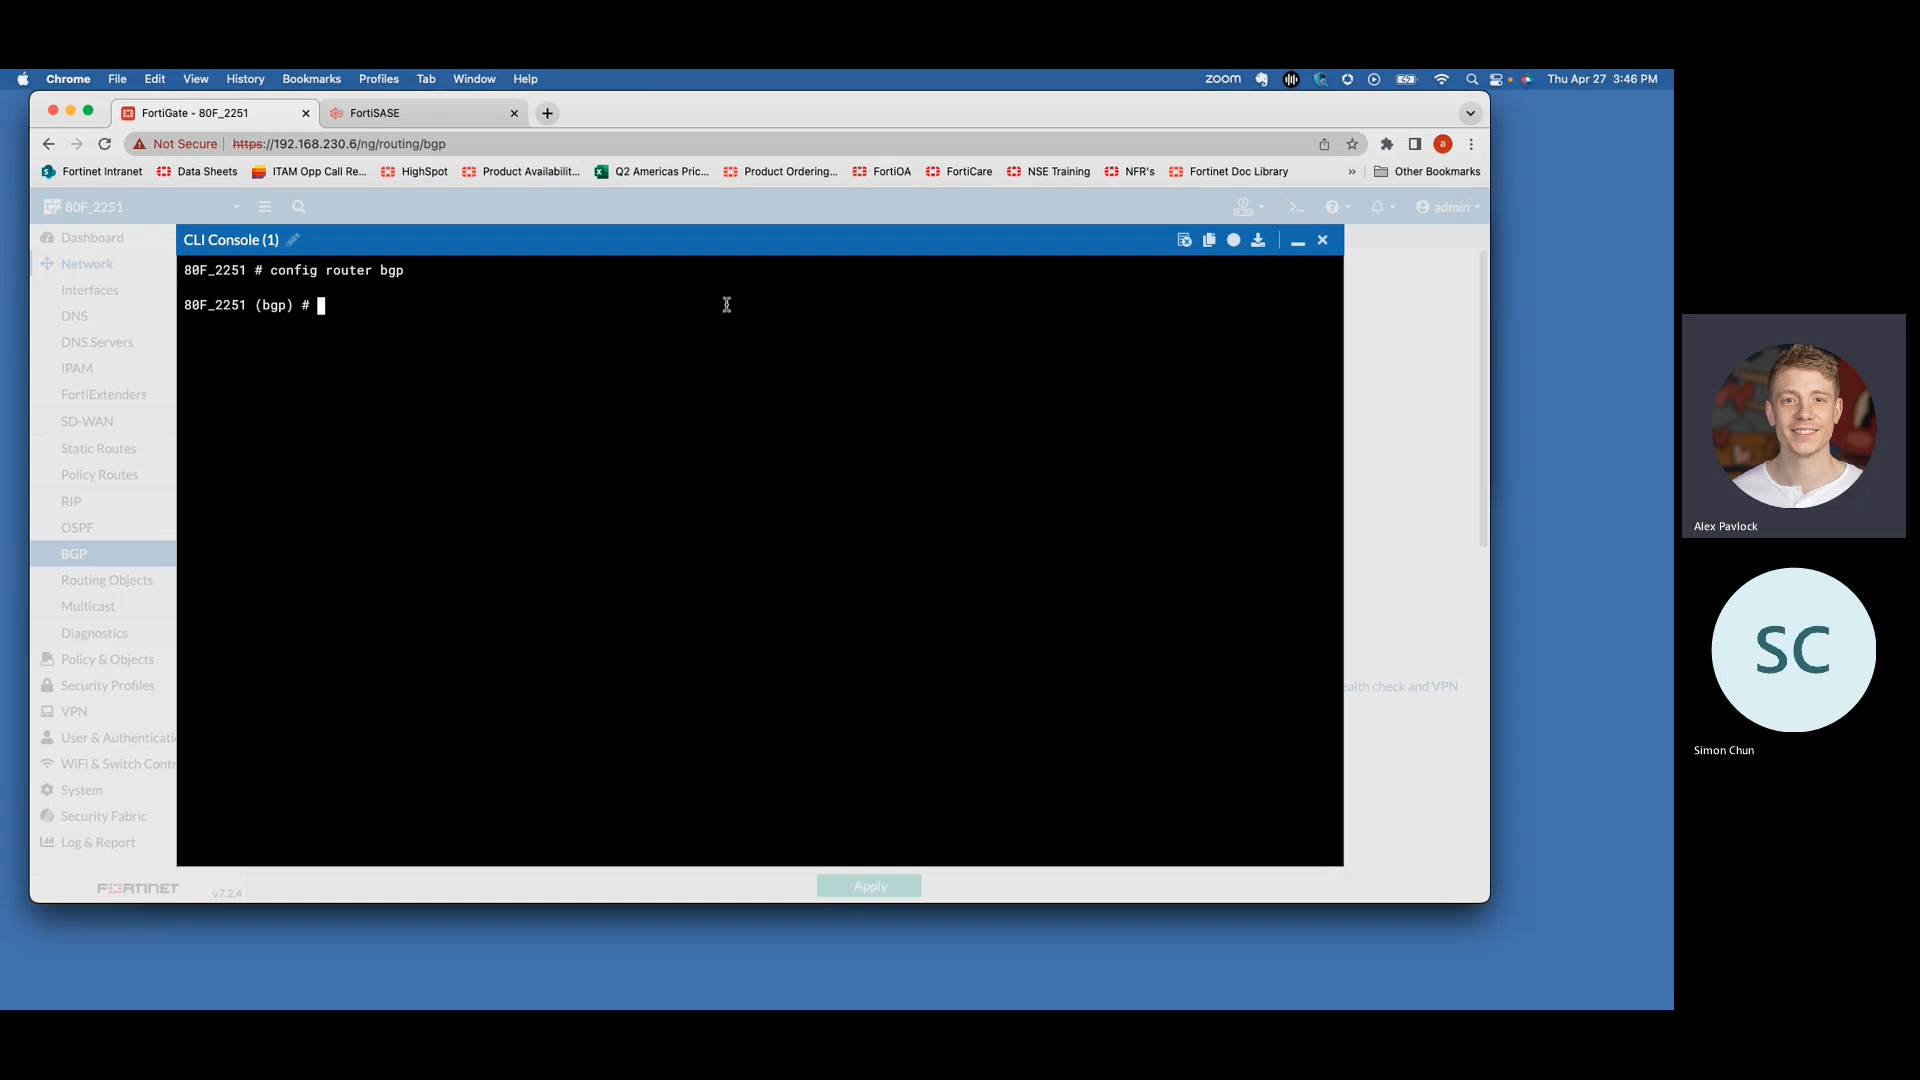 Chrome File Edit View History Bookmarks Profiles Tab Window Help zoom Thu Apr 27 3:46 PM
FortiGate - 80F_2251 FortiSASE
Not Secure https://192.168.230.6/ng/routing/bgp a
Fortinet Intranet Data Sheets ITAM Opp Call Re... HighSpot Product Availabilit... Q2 Americas Pric... Product Ordering... FortiOA FortiCare NSE Training NFR's Fortinet Doc Library » Other Bookmarks
80F_2251 admin
Dashboard
Network
Interfaces
DNS
DNS Servers
IPAM
FortiExtenders
SD-WAN
Static Routes
Policy Routes
RIP
OSPF
BGP
Routing Objects
Multicast
Diagnostics
Policy & Objects
Security Profiles
VPN
User & Authenticati
WiFi & Switch Contr
System
Security Fabric
Log & Report
FORTINET v7.2.4
CLI Console (1)
80F_2251 # config router bgp
80F_2251 (bgp) #
ealth check and VPN
Apply
Alex Pavlock
SC
Simon Chun